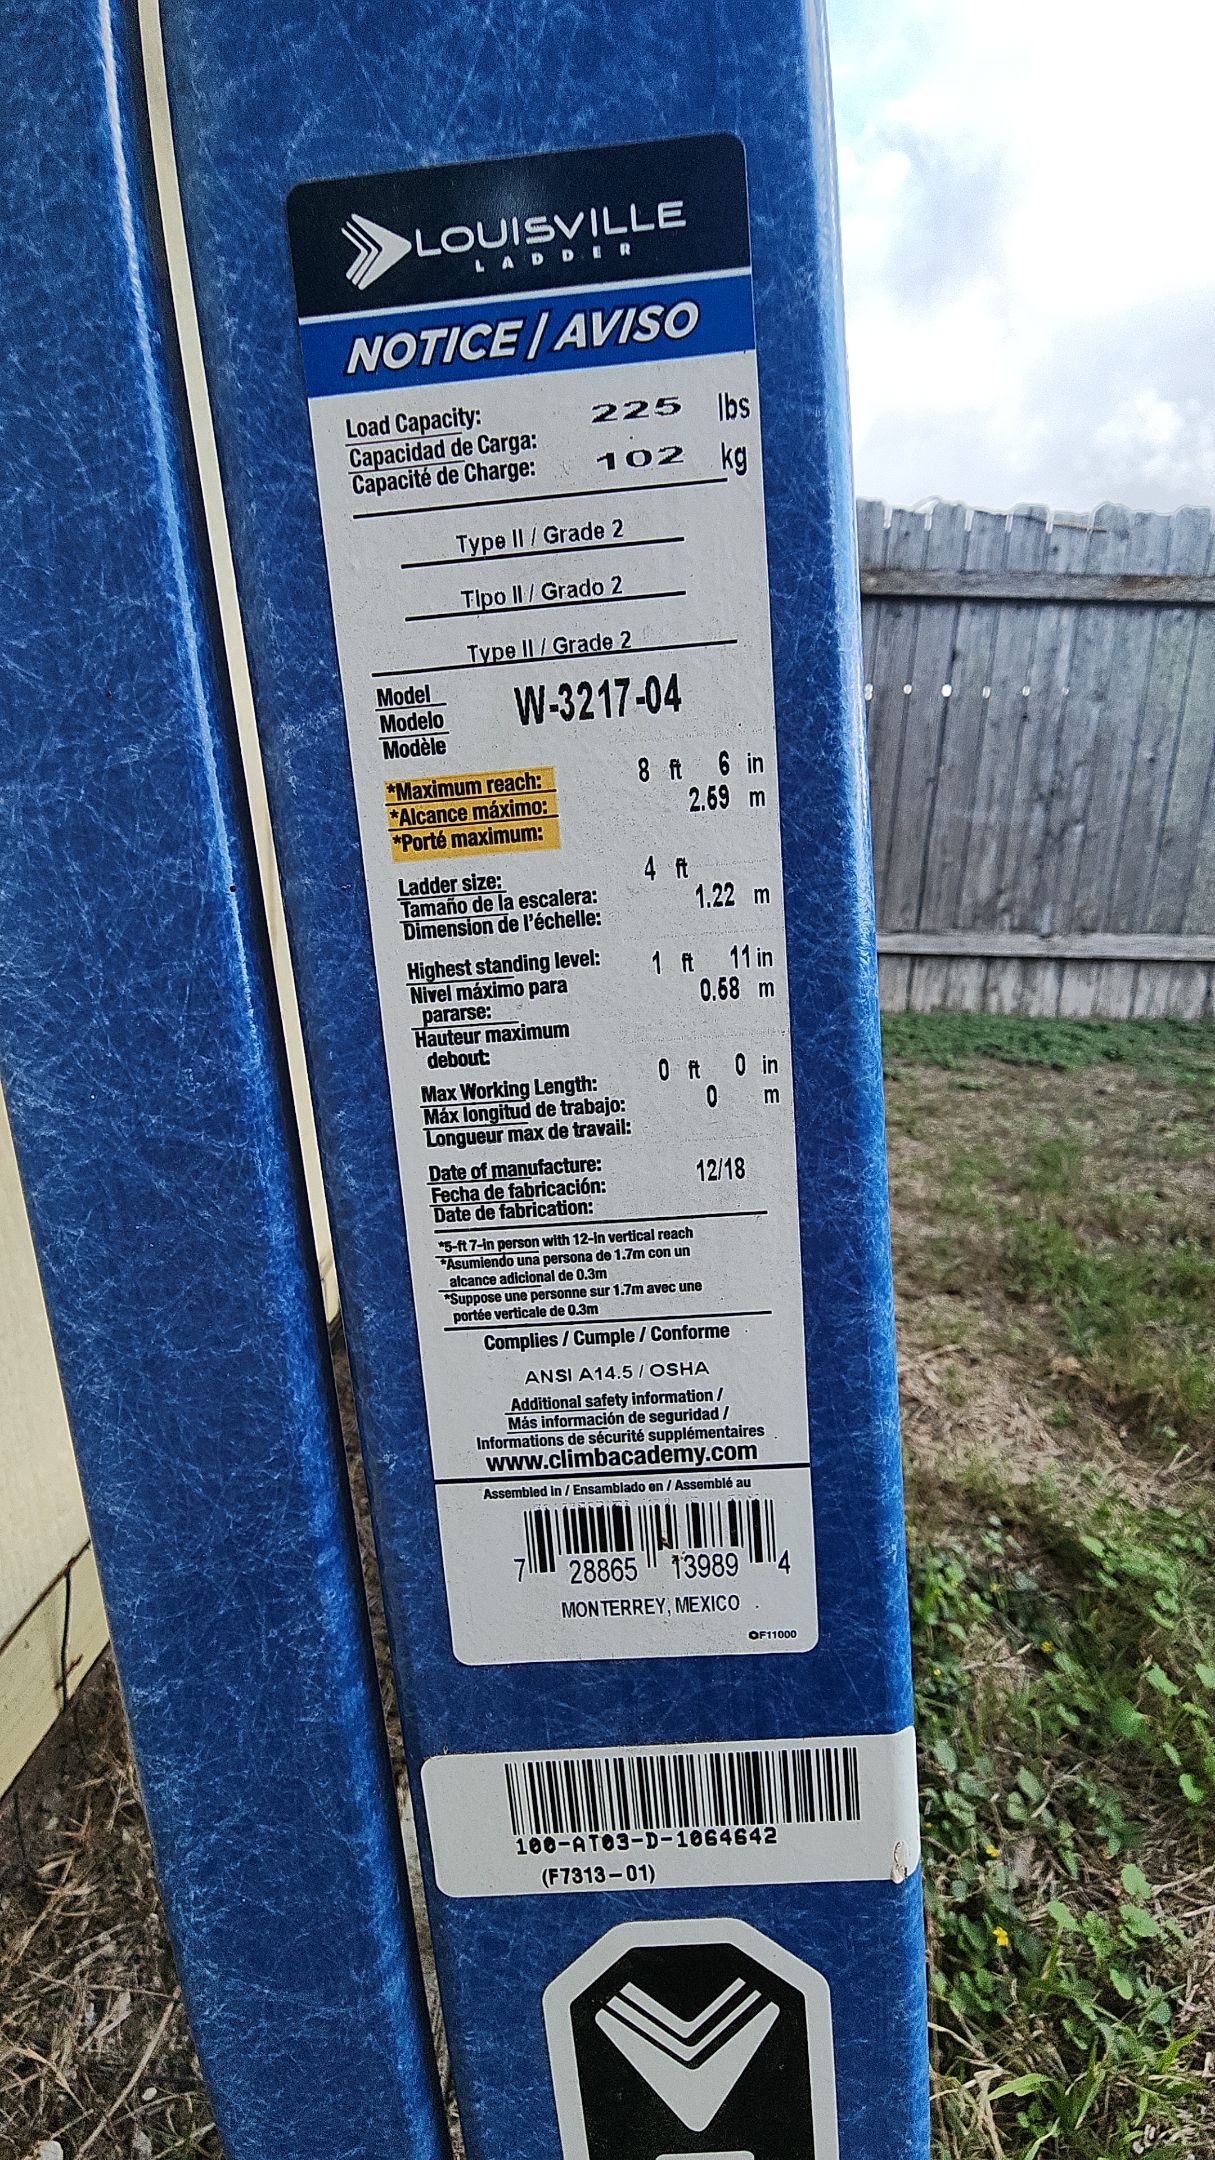 LOUISVILLE
LADDER
NOTICE / AVISO
Load Capacity: 225 lbs
Capacidad de Carga:
Capacité de Charge: 102 kg
Type II / Grade 2
Tipo II / Grado 2
Type II / Grade 2
Model W-3217-04
Modelo
Modèle
*Maximum reach: 8 ft 6 in
*Alcance máximo: 2.59 m
*Porté maximum:
Ladder size: 4 ft
Tamaño de la escalera: 1.22 m
Dimension de l'échelle:
Highest standing level: 1 ft 11 in
Nivel máximo para 0.58 m
pararse:
Hauteur maximum
debout:
Max Working Length: 0 ft 0 in
Máx longitud de trabajo: 0 m
Longueur max de travail:
Date of manufacture: 12/18
Fecha de fabricación:
Date de fabrication:
*5-ft 7-in person with 12-in vertical reach
*Asumiendo una persona de 1.7m con un
alcance adicional de 0.3m
*Suppose une personne sur 1.7m avec une
portée verticale de 0.3m
Complies / Cumple / Conforme
ANSI A14.5 / OSHA
Additional safety information /
Más información de seguridad /
Informations de sécurité supplémentaires
www.climbacademy.com
Assembled in / Ensamblado en / Assemblé au
7 28865 13989 4
MONTERREY, MEXICO
F11000
100-AT03-D-1064642
(F7313-01)